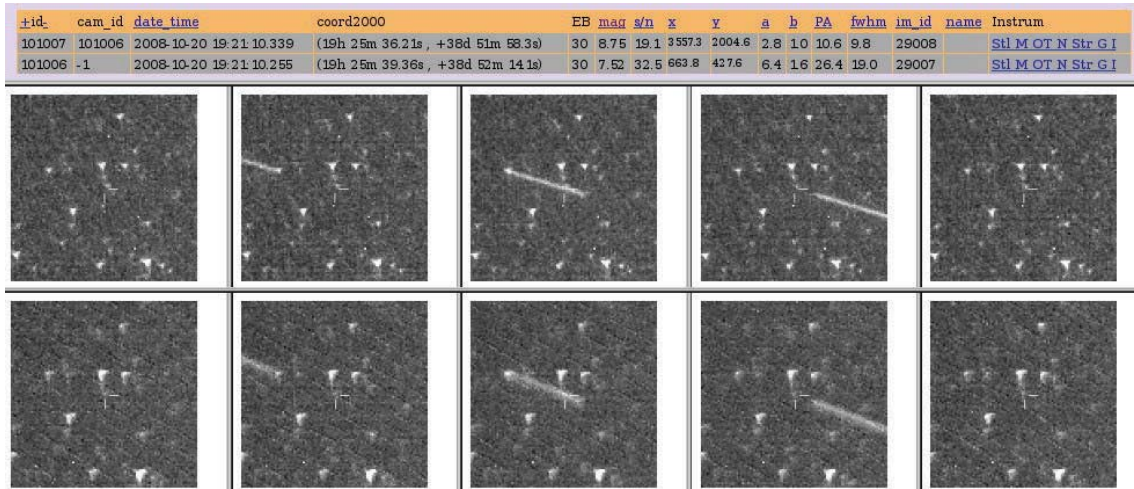 +id- cam_id date_time coord2000 EB mag s/n x y a b PA fwhm im_id name Instrum
101007 101006 2008-10-20 19:21:10.339 (19h 25m 36.21s , +38d 51m 58.3s) 30 8.75 19.1 3557.3 2004.6 2.8 1.0 10.6 9.8 29008 Stl M OT N Str G I
101006 -1 2008-10-20 19:21:10.255 (19h 25m 39.36s , +38d 52m 14.1s) 30 7.52 32.5 663.8 427.6 6.4 1.6 26.4 19.0 29007 Stl M OT N Str G I